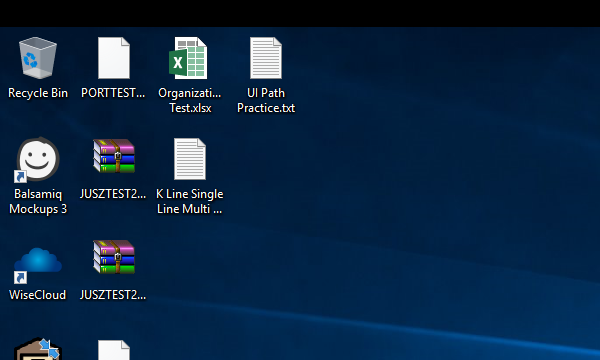 Recycle Bin
PORTTEST...
Organizati...
Test.xlsx
UI Path
Practice.txt
Balsamiq
Mockups 3
JUSZTEST2...
K Line Single
Line Multi ...
WiseCloud
JUSZTEST2...